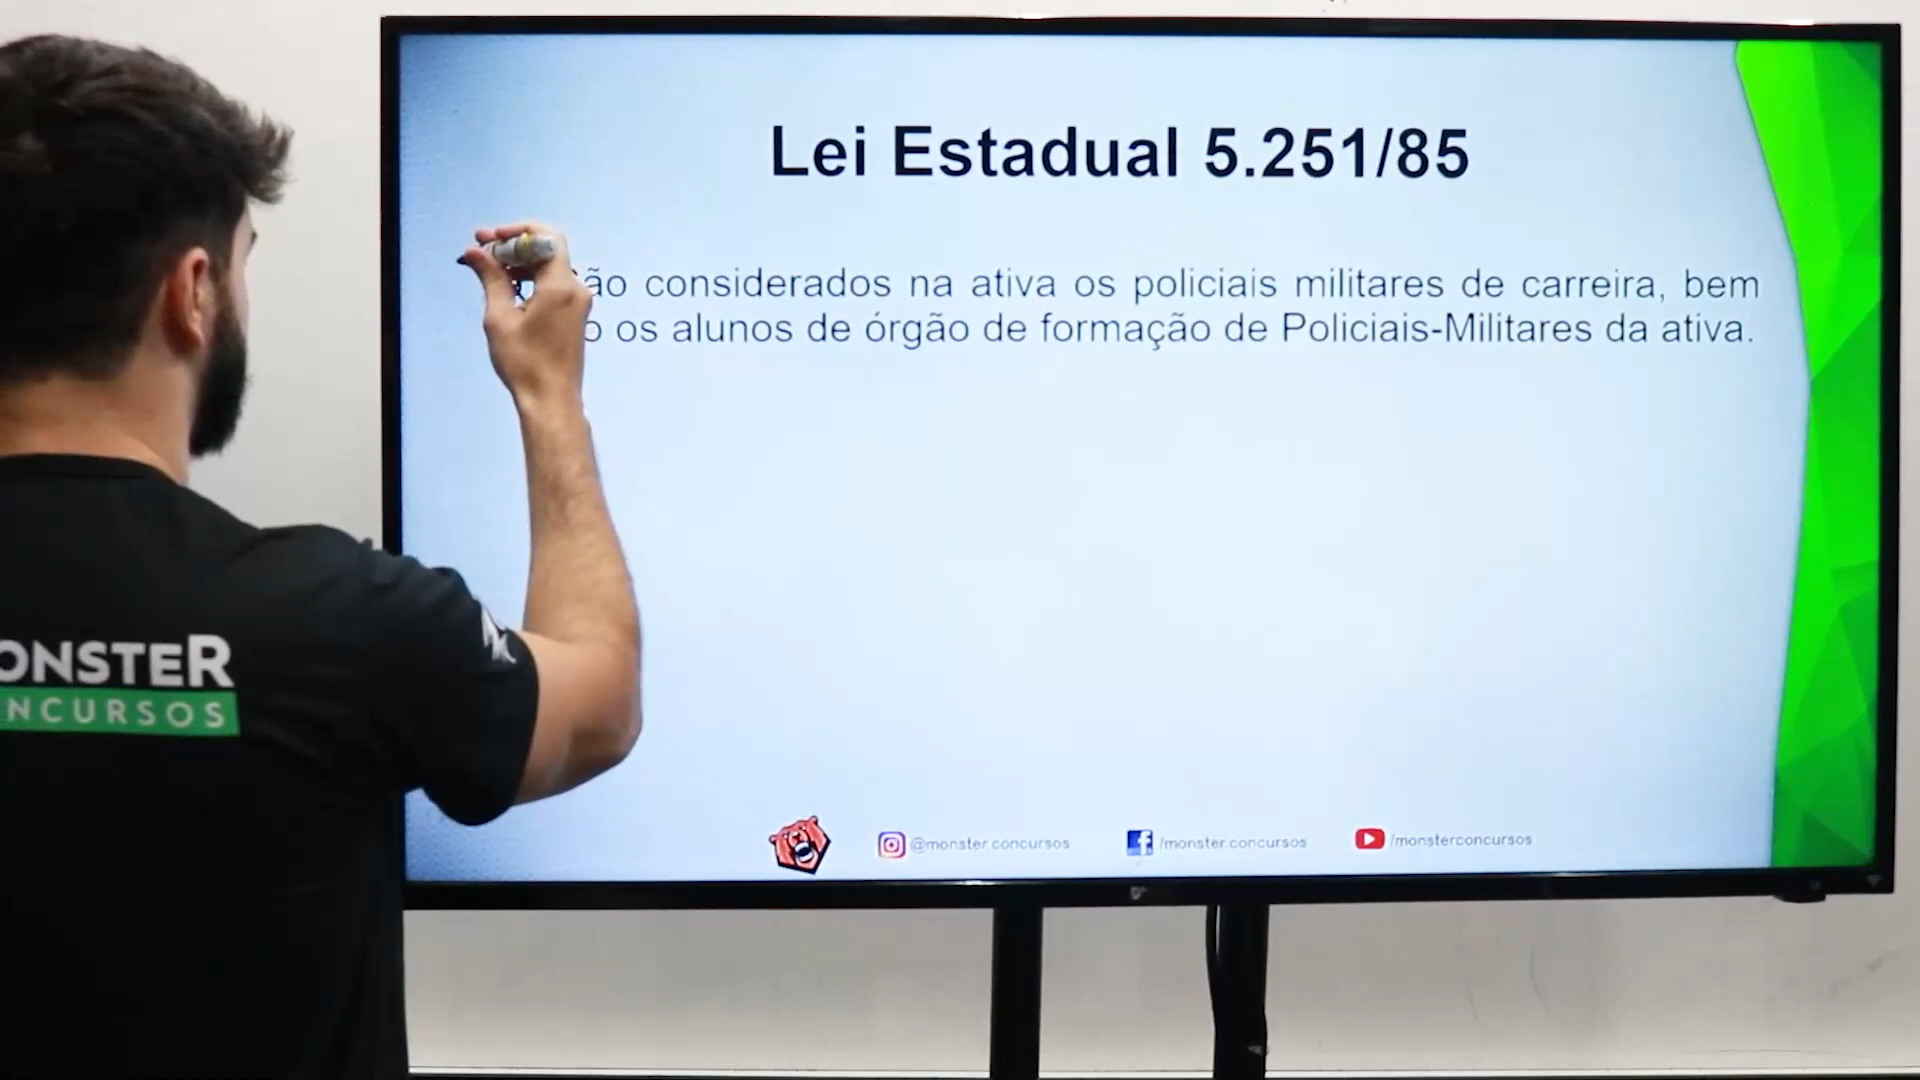 Lei Estadual 5.251/85
ão considerados na ativa os policiais militares de carreira, bem
o os alunos de órgão de formação de Policiais-Militares da ativa.
ONSTER
NCURSOS
@monster.concursos
/monster.concursos
/monsterconcursos